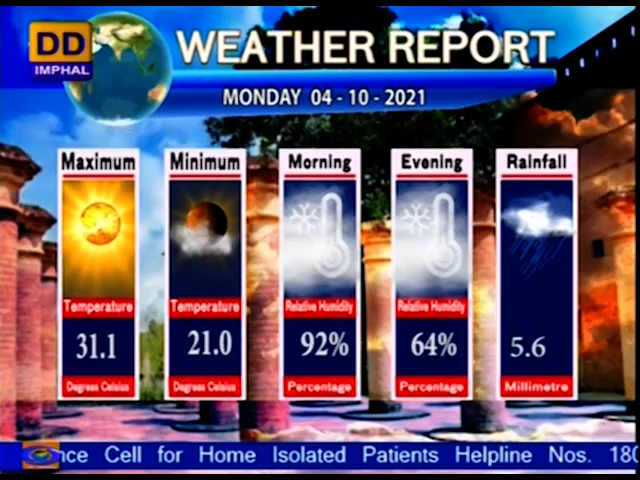 DD
IMPHAL
WEATHER REPORT
MONDAY 04 - 10 - 2021
Maximum
Temperature
31.1
Degrees Celsius
Minimum
Temperature
21.0
Degrees Celsius
Morning
Relative Humidity
92%
Percentage
Evening
Relative Humidity
64%
Percentage
Rainfall
5.6
Millimetre
nce Cell for Home Isolated Patients Helpline Nos. 180